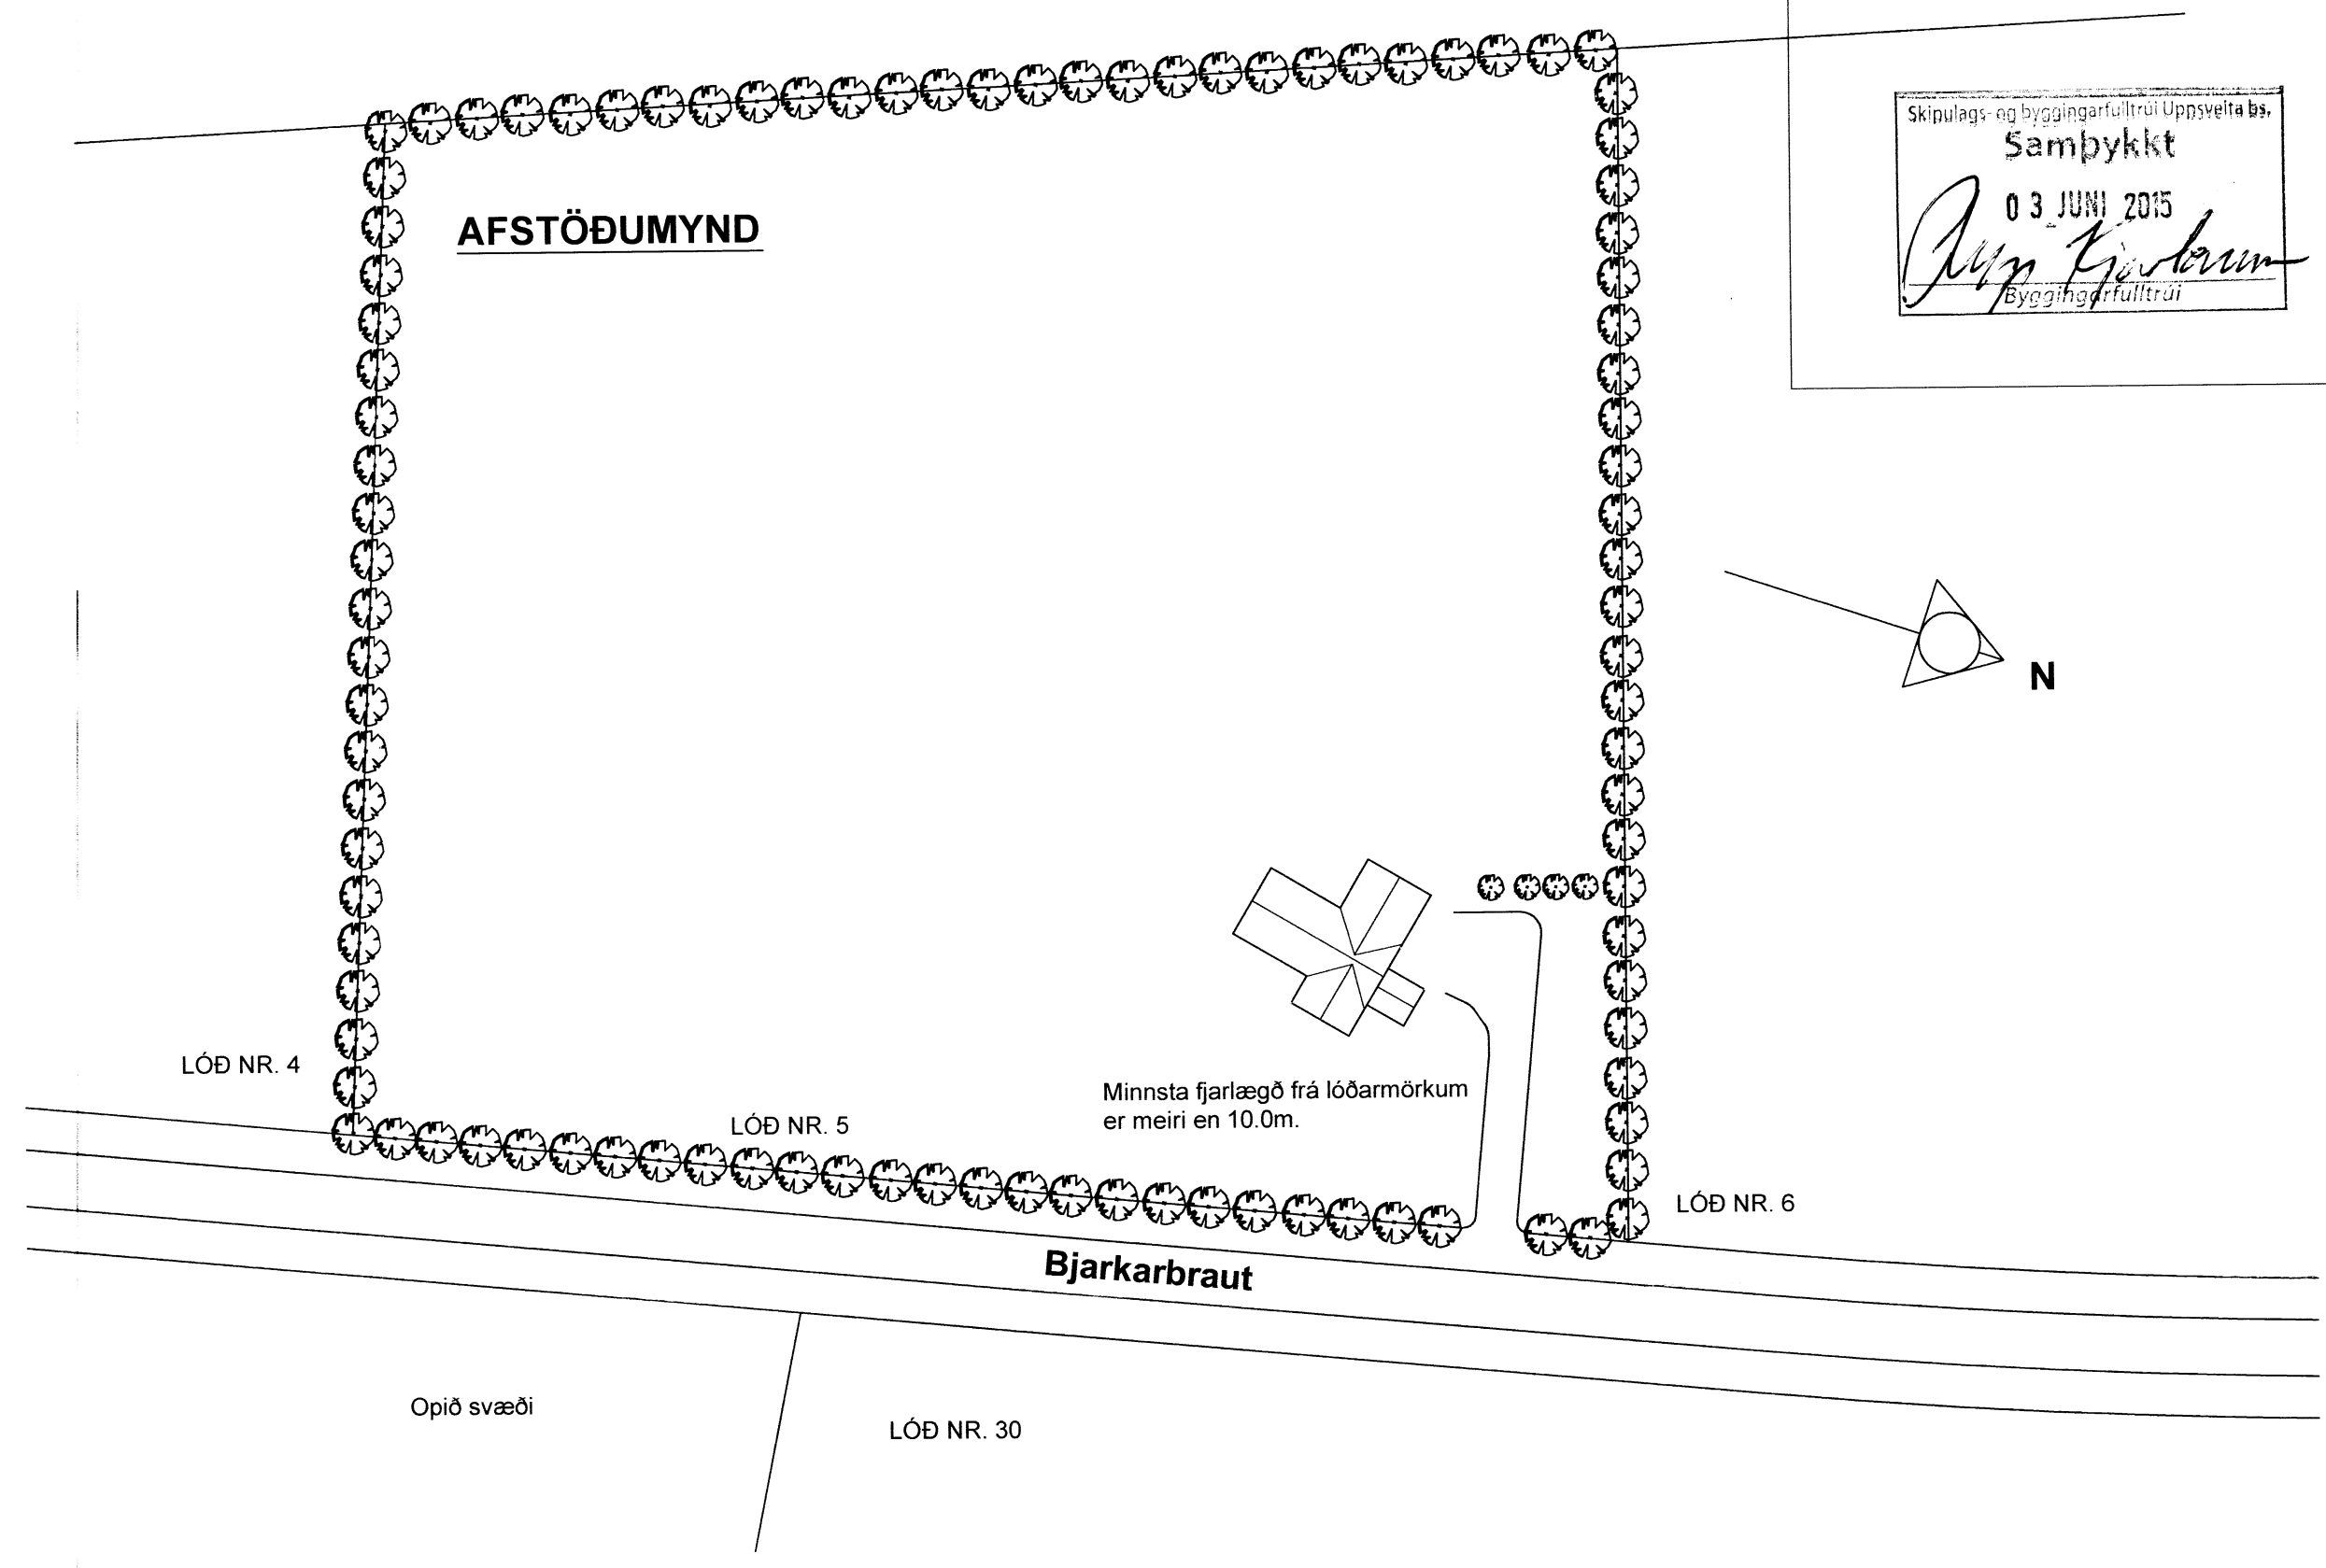 AFSTÖÐUMYND
Skipulags- og byggingarfulltrúi Uppsveita bs.
Samþykkt
03 JUNI 2015
Byggingarfulltrúi
N
LÓÐ NR. 4
LÓÐ NR. 5
Minnsta fjarlægð frá lóðarmörkum
er meiri en 10.0m.
LÓÐ NR. 6
Bjarkarbraut
Opið svæði
LÓÐ NR. 30